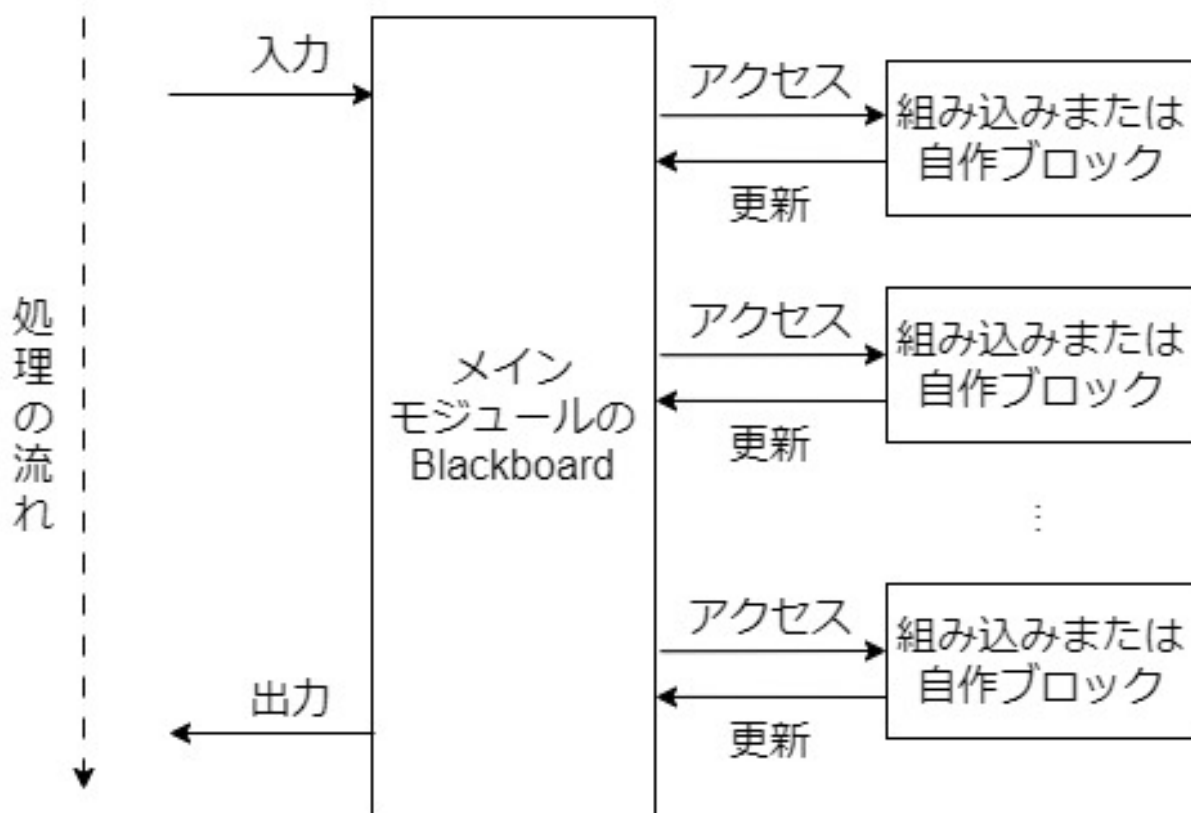 入力
アクセス
組み込みまたは
自作ブロック
更新
処理の流れ
メイン
モジュールの
Blackboard
アクセス
組み込みまたは
自作ブロック
更新
アクセス
組み込みまたは
自作ブロック
更新
出力